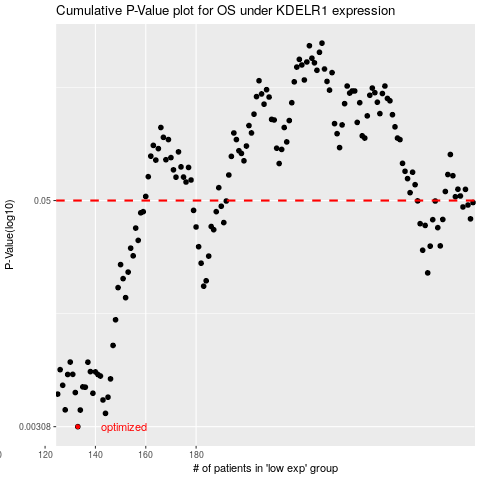 Cumulative P-Value plot for OS under KDELR1 expression
P-Value(log10)
0.05
0.00308
optimized
0 120 140 160 180
# of patients in 'low exp' group